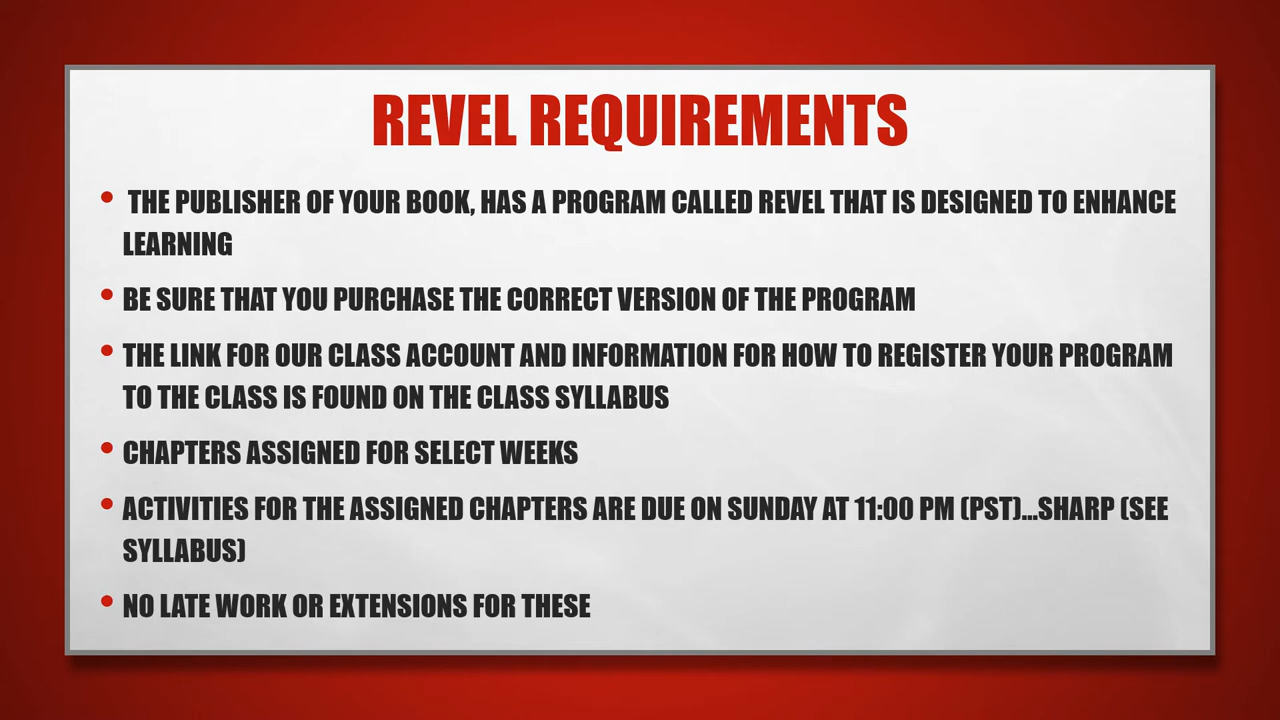 REVEL REQUIREMENTS
• THE PUBLISHER OF YOUR BOOK, HAS A PROGRAM CALLED REVEL THAT IS DESIGNED TO ENHANCE
LEARNING
• BE SURE THAT YOU PURCHASE THE CORRECT VERSION OF THE PROGRAM
• THE LINK FOR OUR CLASS ACCOUNT AND INFORMATION FOR HOW TO REGISTER YOUR PROGRAM
TO THE CLASS IS FOUND ON THE CLASS SYLLABUS
• CHAPTERS ASSIGNED FOR SELECT WEEKS
• ACTIVITIES FOR THE ASSIGNED CHAPTERS ARE DUE ON SUNDAY AT 11:00 PM (PST)...SHARP (SEE
SYLLABUS)
• NO LATE WORK OR EXTENSIONS FOR THESE